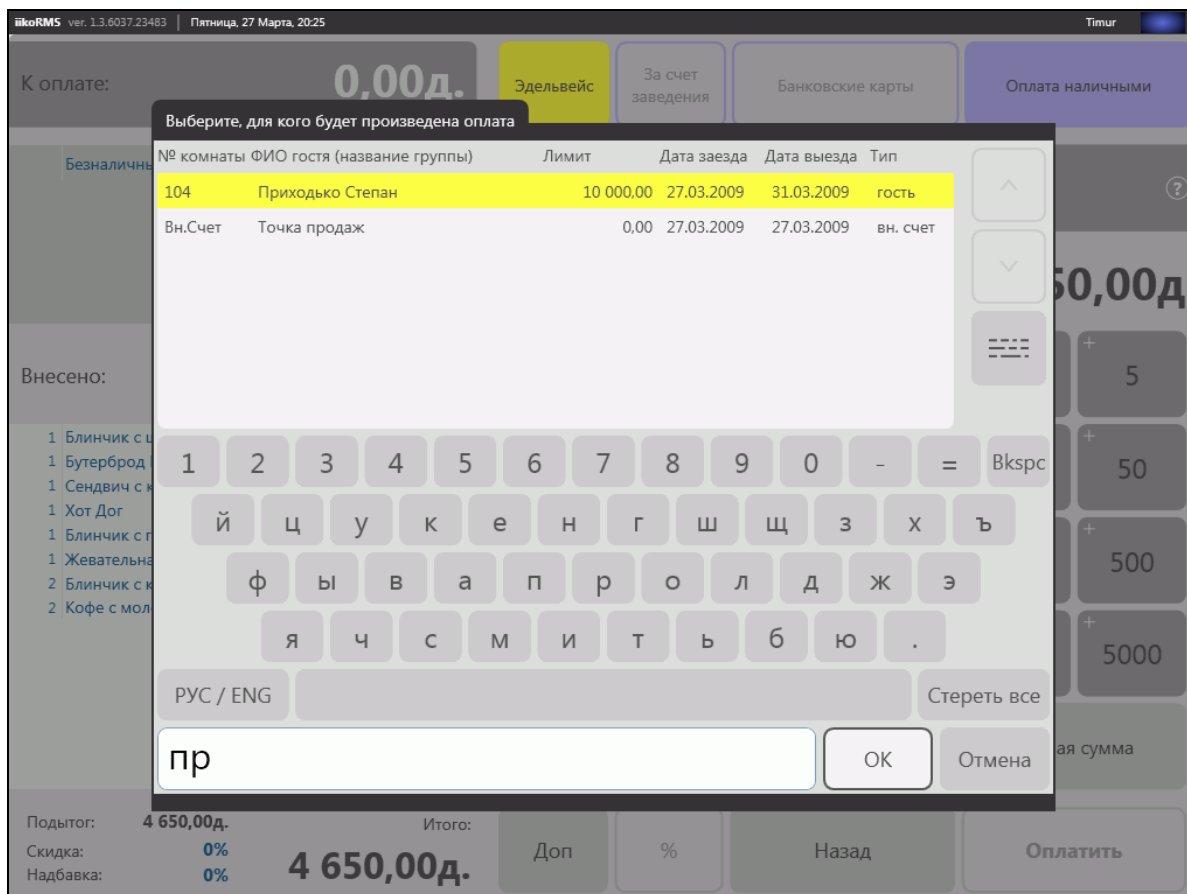 iikoRMS ver. 1.3.6037.23483 | Пятница, 27 Марта, 20:25 Timur
К оплате: 0,00д.
Эдельвейс
За счет
заведения
Банковские карты
Оплата наличными
Выберите, для кого будет произведена оплата
№ комнаты ФИО гостя (название группы) Лимит Дата заезда Дата выезда Тип
104 Приходько Степан 10 000,00 27.03.2009 31.03.2009 гость
Вн.Счет Точка продаж 0,00 27.03.2009 27.03.2009 вн. счет
?
50,00д
Внесено:
1 Блинчик с
1 Бутерброд
1 Сендвич с к
1 Хот Дог
1 Блинчик с
1 Жевательна
2 Блинчик с к
2 Кофе с мол
+ 5
+ 50
+ 500
+ 5000
1 2 3 4 5 6 7 8 9 0 - = Bkspc
й ц у к е н г ш щ з х ъ
ф ы в а п р о л д ж э
я ч с м и т ь б ю .
РУС / ENG
Стереть все
пр
OK
Отмена
ая сумма
Подытог: 4 650,00д.
Скидка: 0%
Надбавка: 0%
Итого:
4 650,00д.
Доп
%
Назад
Оплатить